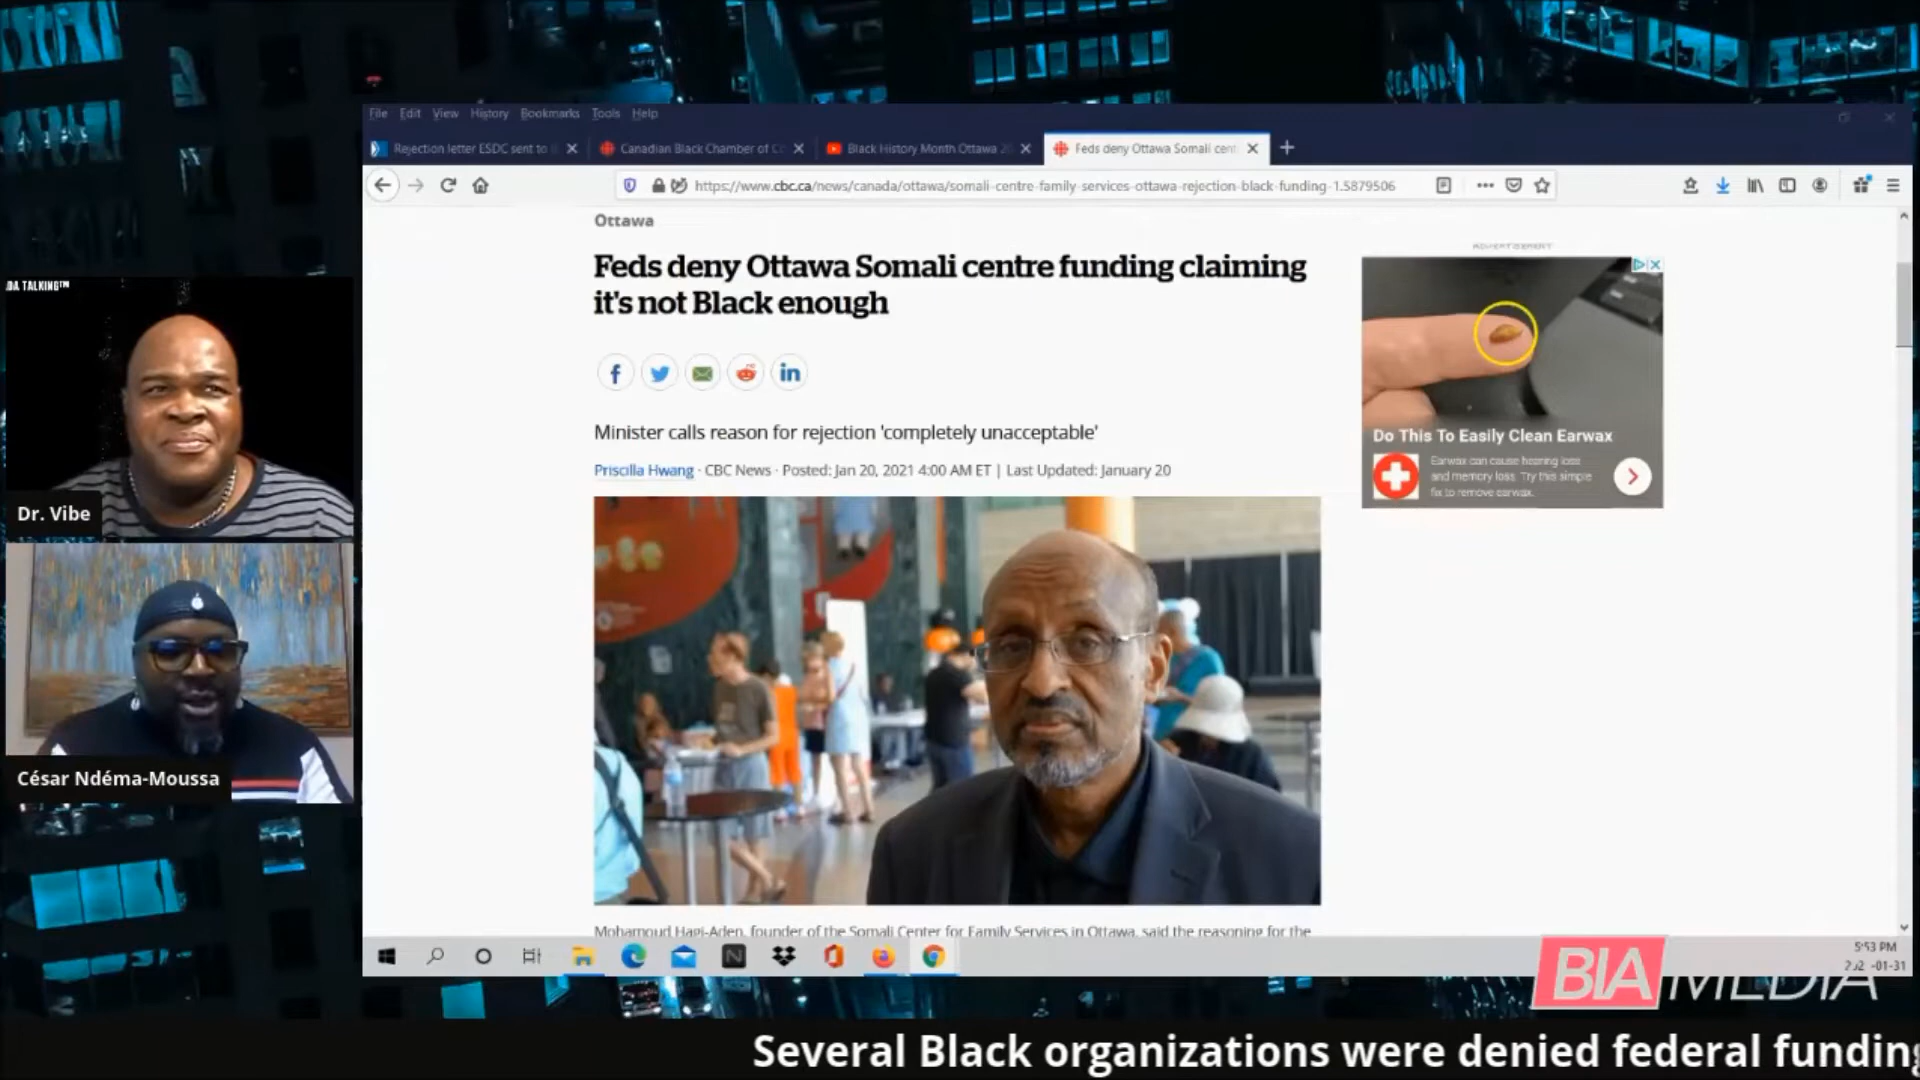 File Edit View History Bookmarks Tools Help
Rejection letter ESDC sent to
Canadian Black Chamber of C
Black History Month Ottawa 2
Feds deny Ottawa Somali cent
https://www.cbc.ca/news/canada/ottawa/somali-centre-family-services-ottawa-rejection-black-funding-1.5879506
Ottawa
Feds deny Ottawa Somali centre funding claiming
it's not Black enough
Minister calls reason for rejection 'completely unacceptable'
Priscilla Hwang · CBC News · Posted: Jan 20, 2021 4:00 AM ET | Last Updated: January 20
ADVERTISEMENT
Do This To Easily Clean Earwax
Earwax can cause hearing loss
and memory loss. Try this simple
fix to remove earwax.
DA TALKING™
Dr. Vibe
César Ndéma-Moussa
Mohamoud Hagi-Aden, founder of the Somali Center for Family Services in Ottawa, said the reasoning for the
5:53 PM
-01-31
BIA MEDIA
Several Black organizations were denied federal funding